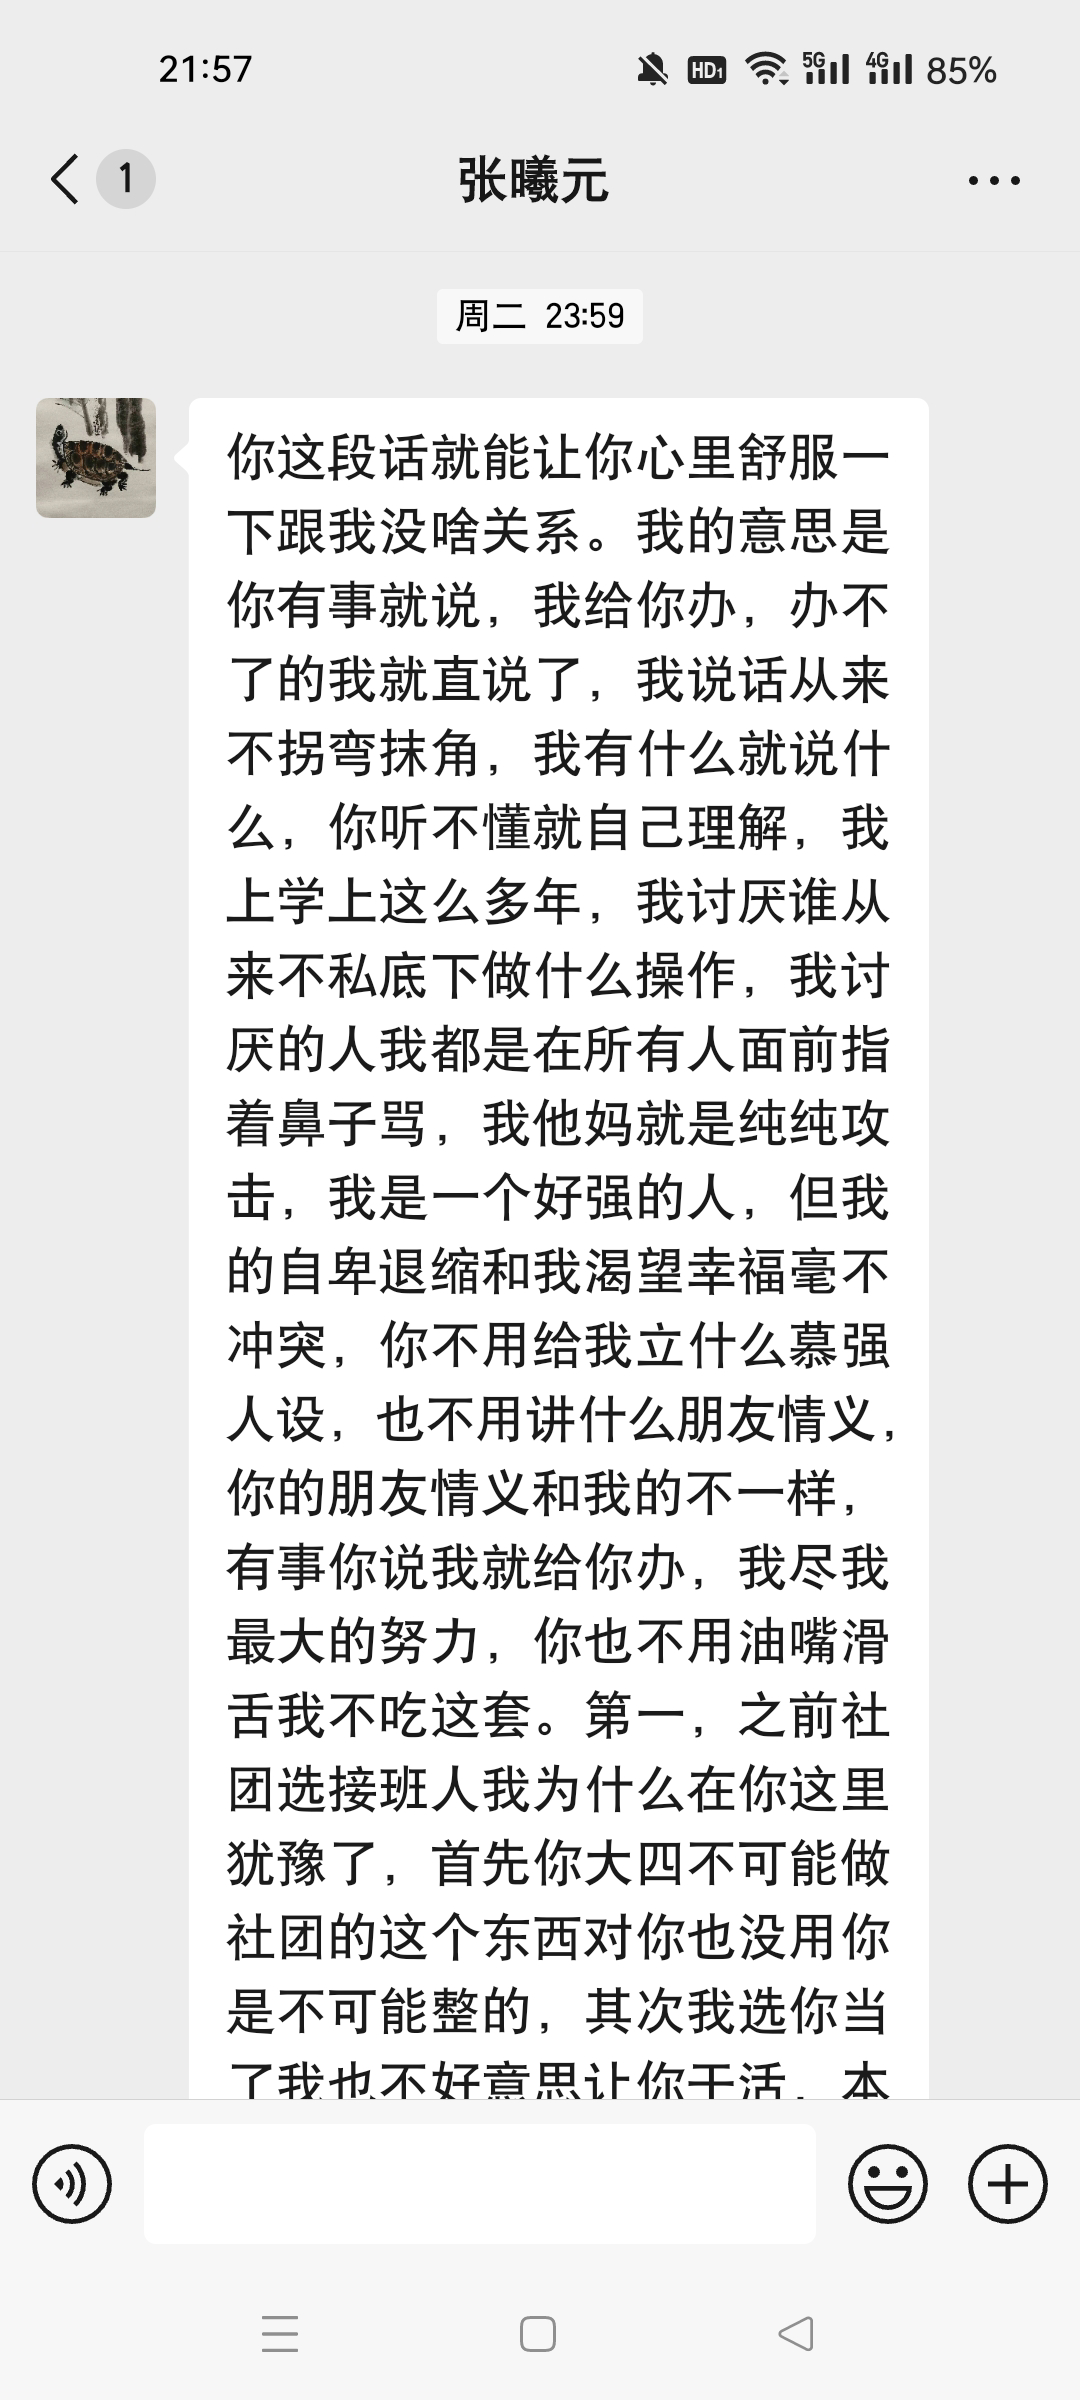 21:57
HD1 5G 4G 85%
1
张曦元
周二 23:59
你这段话就能让你心里舒服一
下跟我没啥关系。我的意思是
你有事就说，我给你办，办不
了的我就直说了，我说话从来
不拐弯抹角，我有什么就说什
么，你听不懂就自己理解，我
上学上这么多年，我讨厌谁从
来不私底下做什么操作，我讨
厌的人我都是在所有人面前指
着鼻子骂，我他妈就是纯纯攻
击，我是一个好强的人，但我
的自卑退缩和我渴望幸福毫不
冲突，你不用给我立什么慕强
人设，也不用讲什么朋友情义，
你的朋友情义和我的不一样，
有事你说我就给你办，我尽我
最大的努力，你也不用油嘴滑
舌我不吃这套。第一，之前社
团选接班人我为什么在你这里
犹豫了，首先你大四不可能做
社团的这个东西对你也没用你
是不可能整的，其次我选你当
了我也不好意思让你干活，本